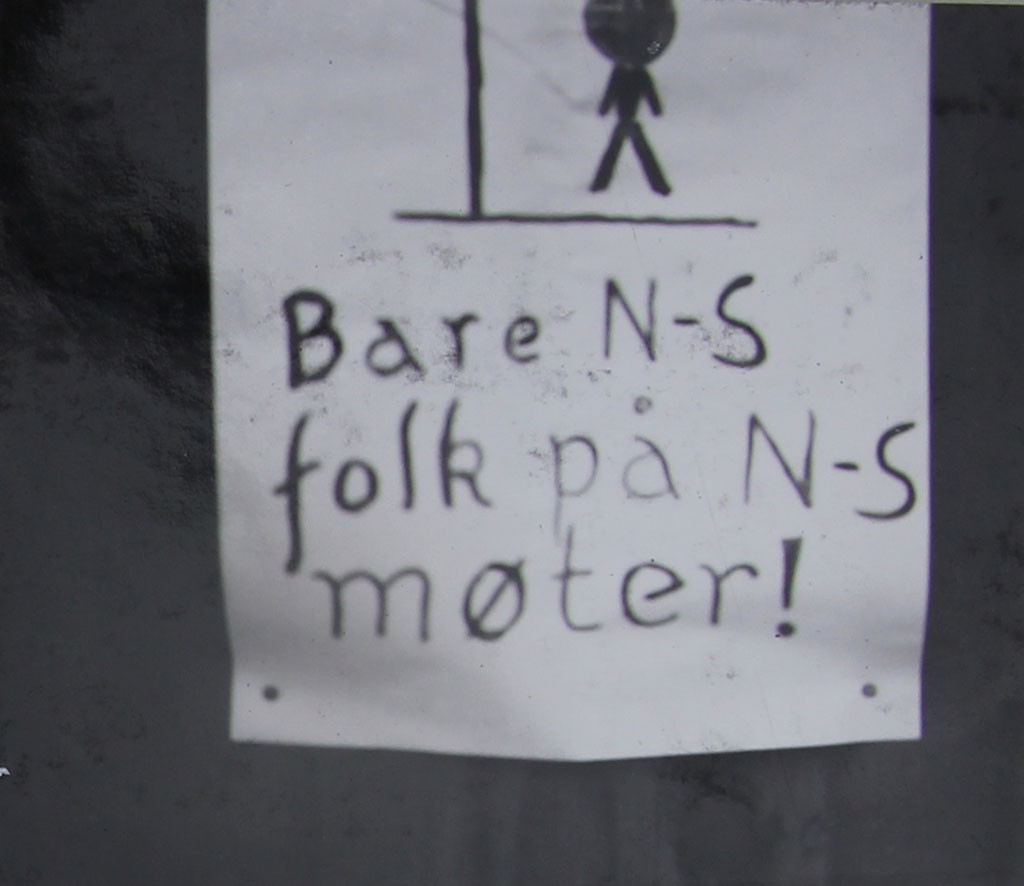 Bare N-S
folk på N-S
møter!